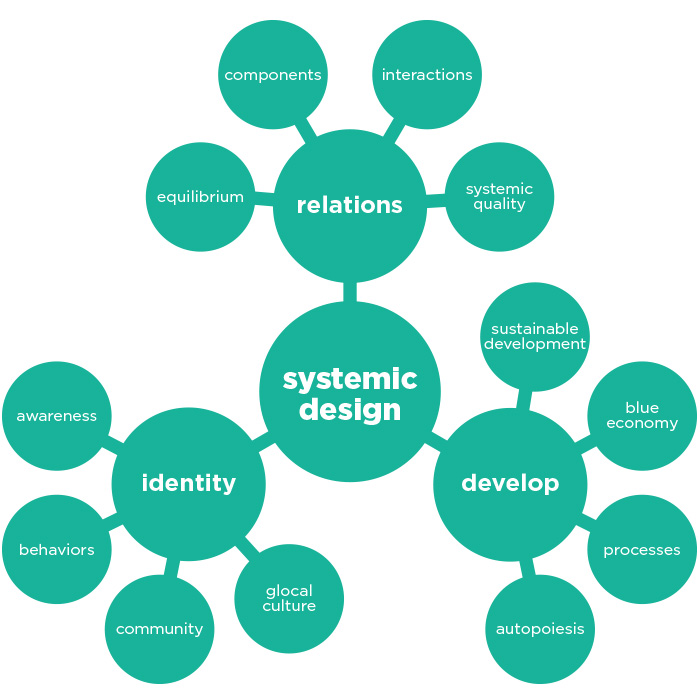 components
interactions
equilibrium
relations
systemic
quality
sustainable
development
systemic
design
awareness
blue
economy
identity
develop
behaviors
processes
glocal
culture
community
autopoiesis